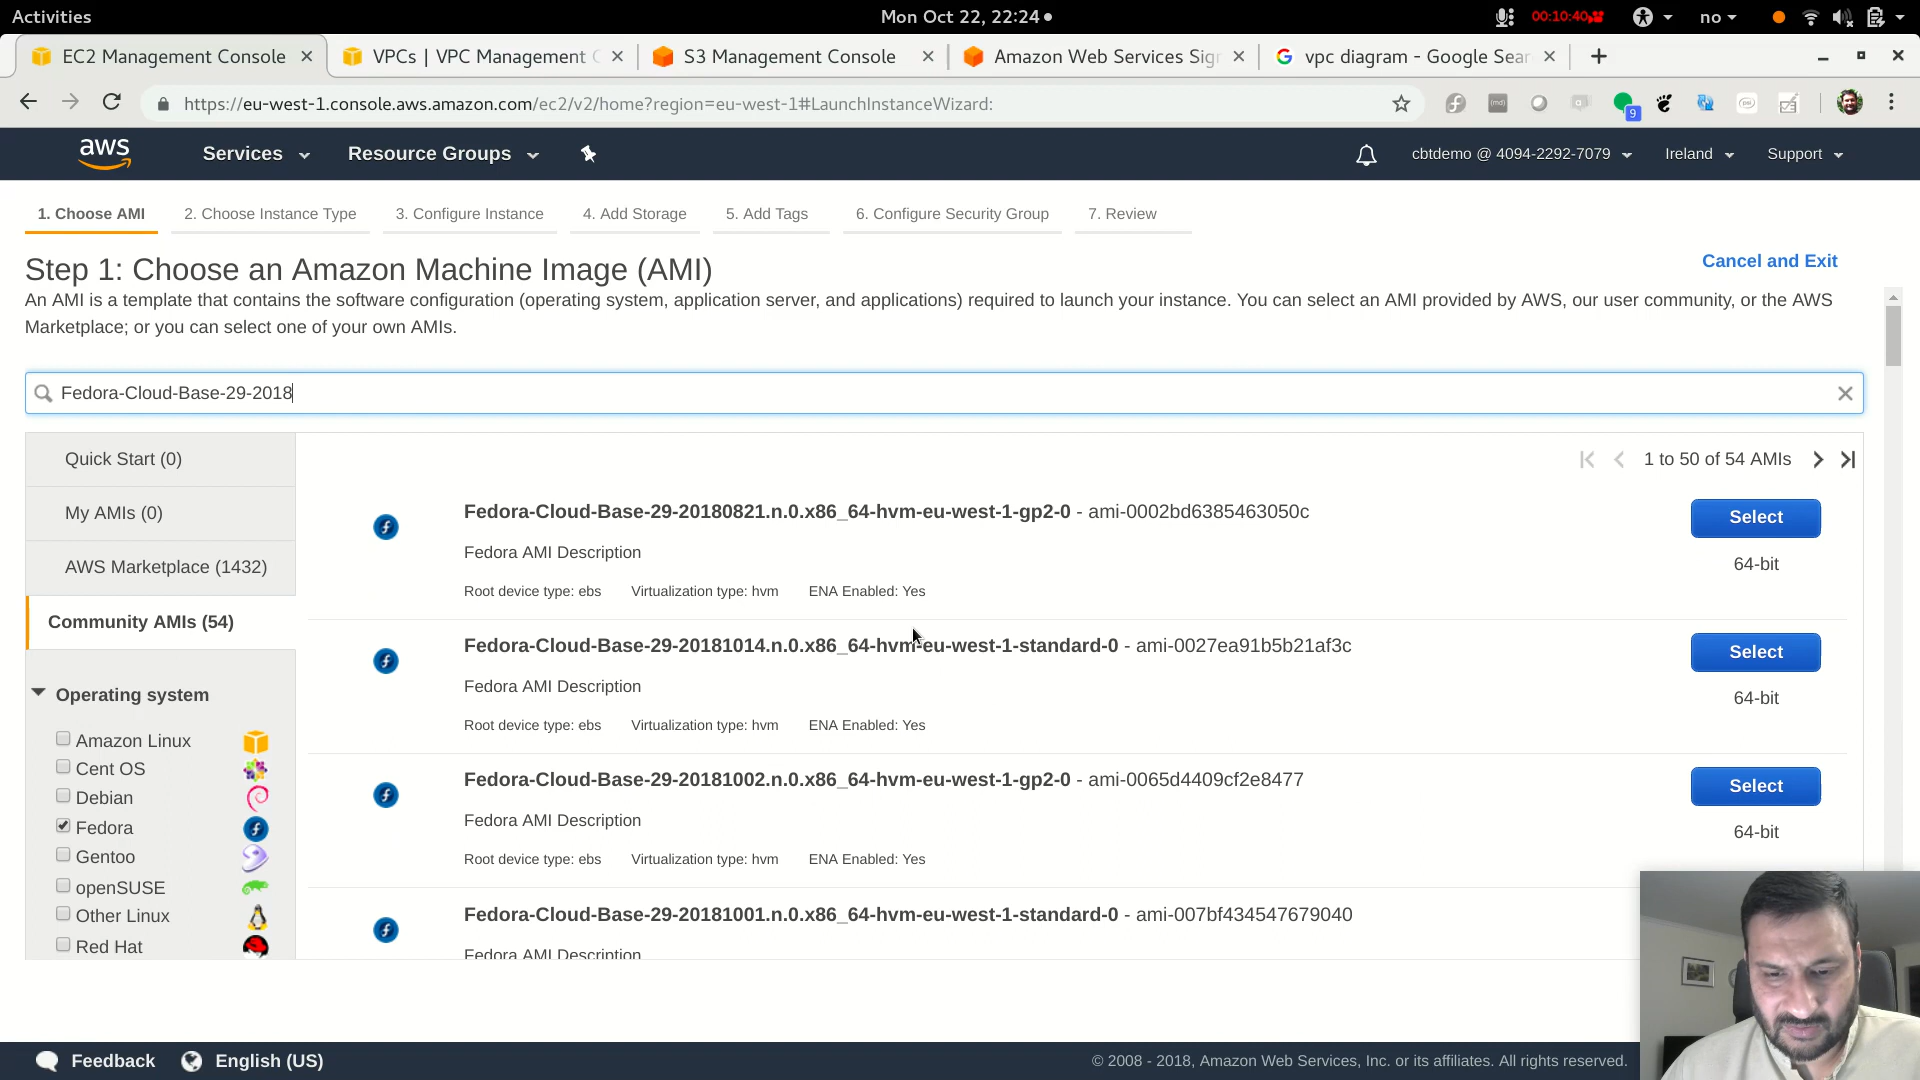 Activities
Mon Oct 22, 22:24
00:10:40
no
EC2 Management Console
VPCs | VPC Management C
S3 Management Console
Amazon Web Services Sig
vpc diagram - Google Sear
https://eu-west-1.console.aws.amazon.com/ec2/v2/home?region=eu-west-1#LaunchInstanceWizard:
9
aws
Services
Resource Groups
cbtdemo @ 4094-2292-7079
Ireland
Support
1. Choose AMI
2. Choose Instance Type
3. Configure Instance
4. Add Storage
5. Add Tags
6. Configure Security Group
7. Review
Step 1: Choose an Amazon Machine Image (AMI)
Cancel and Exit
An AMI is a template that contains the software configuration (operating system, application server, and applications) required to launch your instance. You can select an AMI provided by AWS, our user community, or the AWS
Marketplace; or you can select one of your own AMIs.
Fedora-Cloud-Base-29-2018
Quick Start (0)
My AMIs (0)
AWS Marketplace (1432)
Community AMIs (54)
Operating system
Amazon Linux
Cent OS
Debian
Fedora
Gentoo
openSUSE
Other Linux
Red Hat
1 to 50 of 54 AMIs
Fedora-Cloud-Base-29-20180821.n.0.x86_64-hvm-eu-west-1-gp2-0 - ami-0002bd6385463050c
Select
Fedora AMI Description
64-bit
Root device type: ebs Virtualization type: hvm ENA Enabled: Yes
Fedora-Cloud-Base-29-20181014.n.0.x86_64-hvm-eu-west-1-standard-0 - ami-0027ea91b5b21af3c
Select
Fedora AMI Description
64-bit
Root device type: ebs Virtualization type: hvm ENA Enabled: Yes
Fedora-Cloud-Base-29-20181002.n.0.x86_64-hvm-eu-west-1-gp2-0 - ami-0065d4409cf2e8477
Select
Fedora AMI Description
64-bit
Root device type: ebs Virtualization type: hvm ENA Enabled: Yes
Fedora-Cloud-Base-29-20181001.n.0.x86_64-hvm-eu-west-1-standard-0 - ami-007bf434547679040
Fedora AMI Description
Feedback
English (US)
© 2008 - 2018, Amazon Web Services, Inc. or its affiliates. All rights reserved.